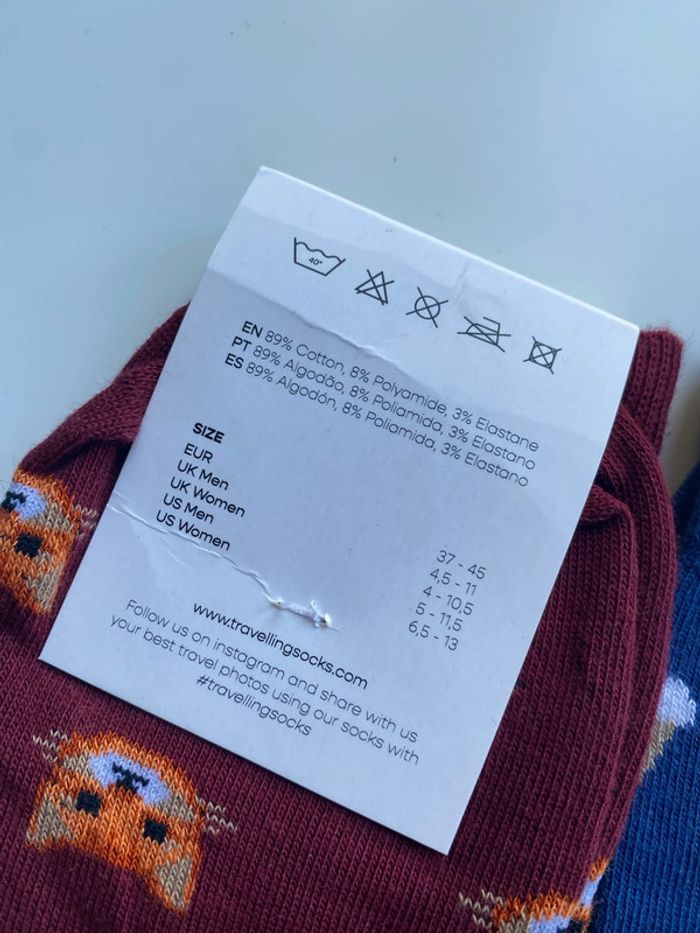 40°
EN 89% Cotton, 8% Polyamide, 3% Elastane
PT 89% Algodão, 8% Poliamida, 3% Elastano
ES 89% Algodón, 8% Poliamida, 3% Elastano
SIZE
EUR 37 - 45
UK Men 4,5 - 11
UK Women 4 - 10,5
US Men 5 - 11,5
US Women 6,5 - 13
www.travellingsocks.com
Follow us on instagram and share with us
your best travel photos using our socks with
#travellingsocks